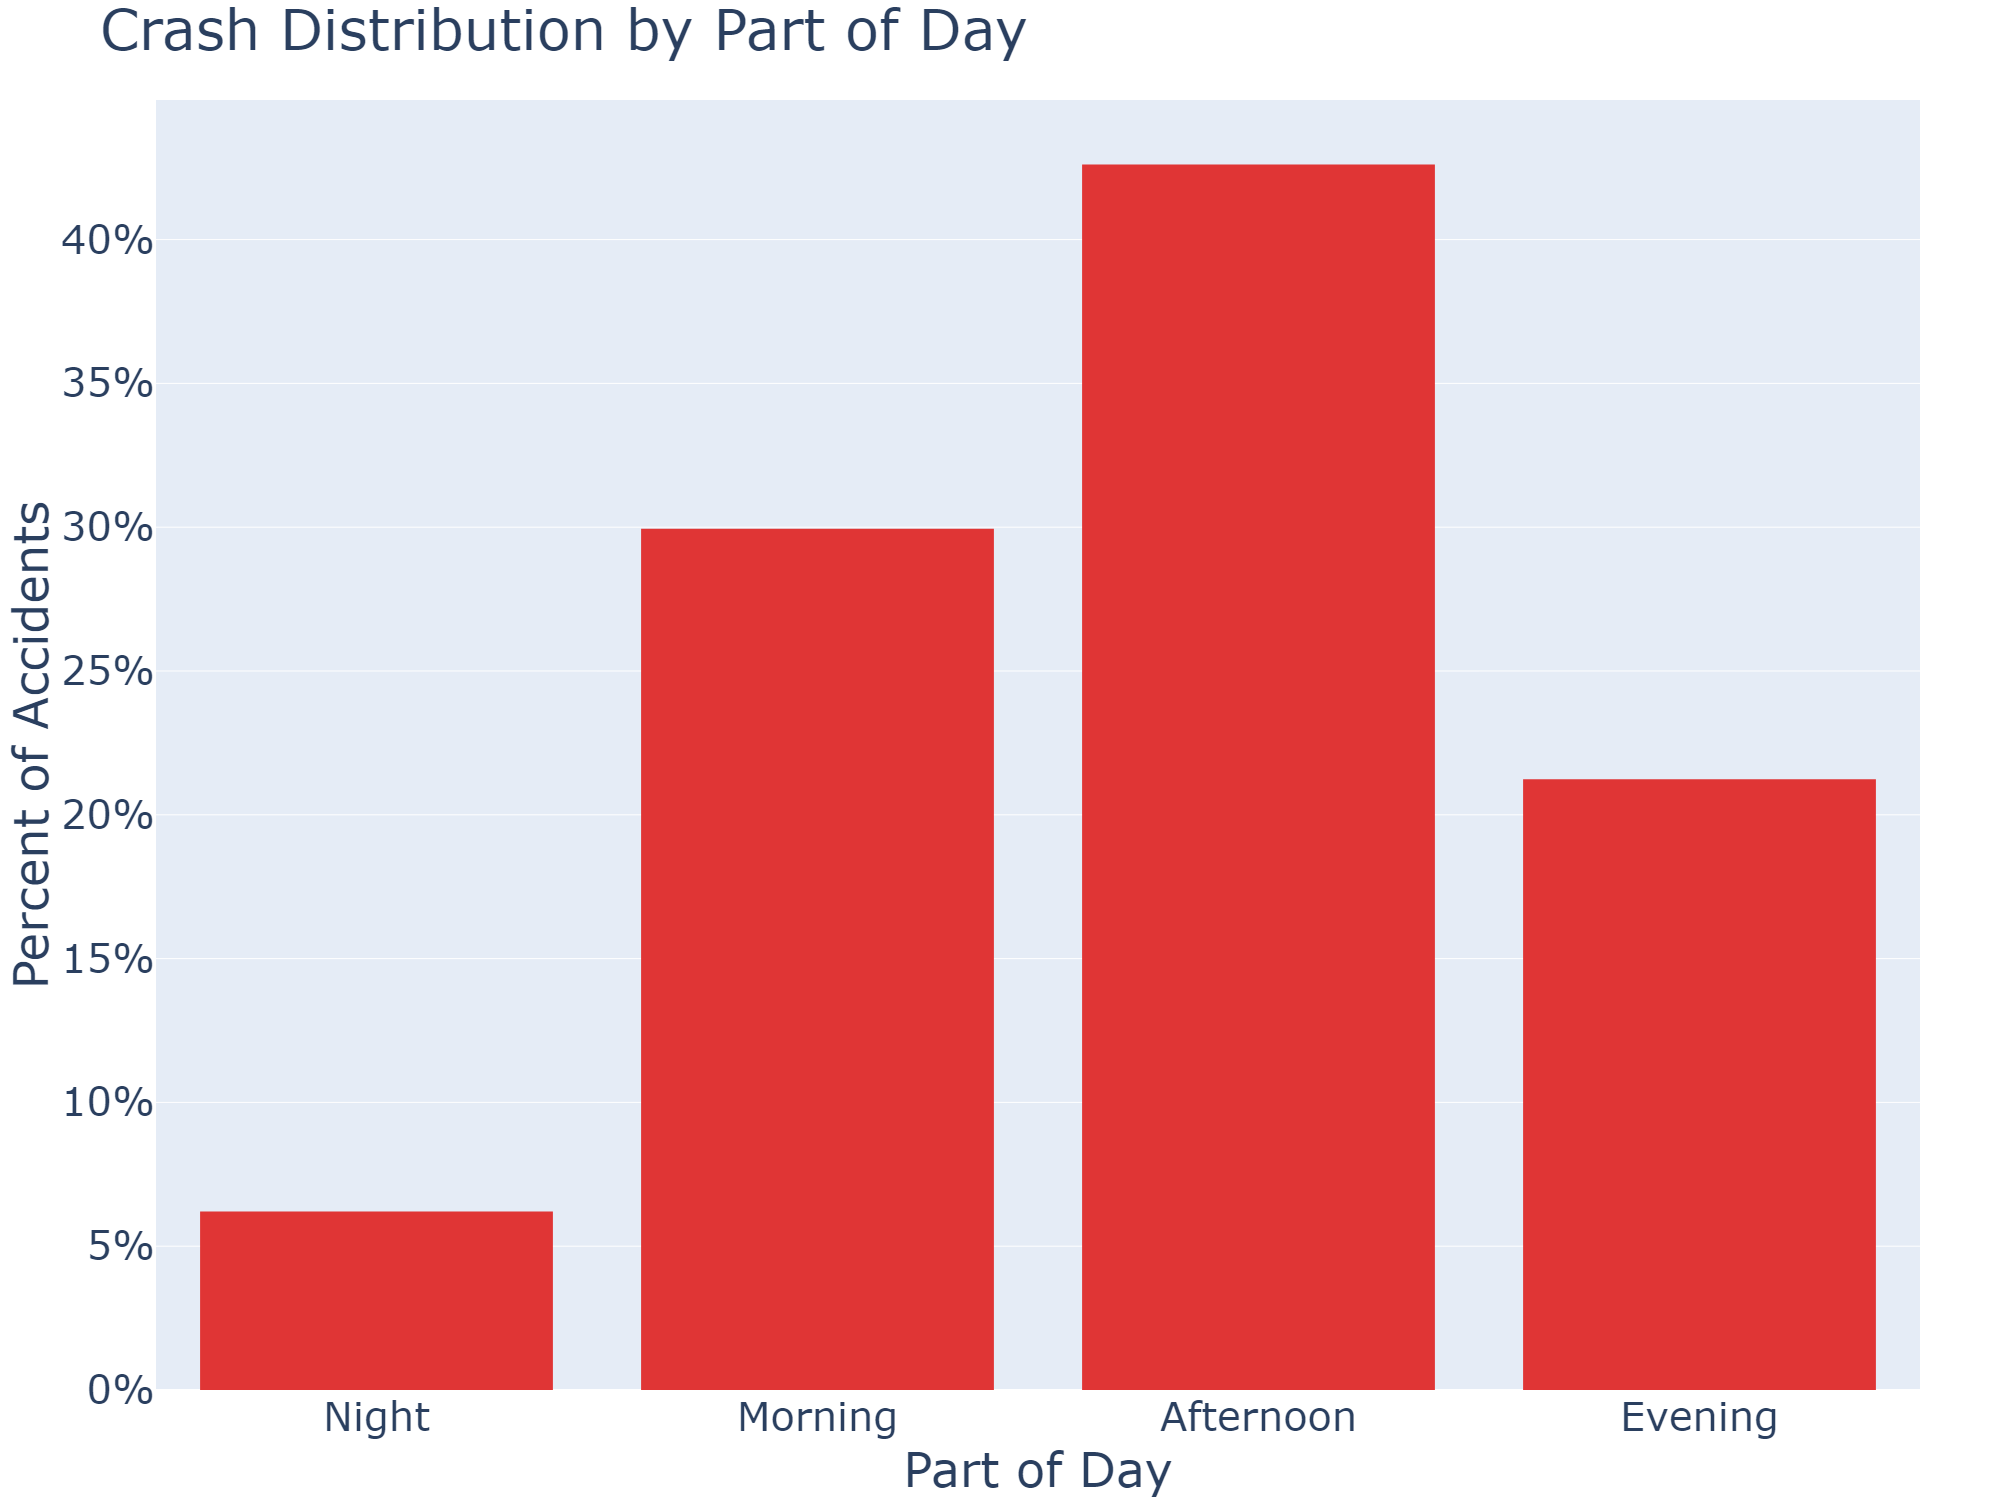 Crash Distribution by Part of Day
Percent of Accidents
40%
35%
30%
25%
20%
15%
10%
5%
0%
Night
Morning
Afternoon
Evening
Part of Day